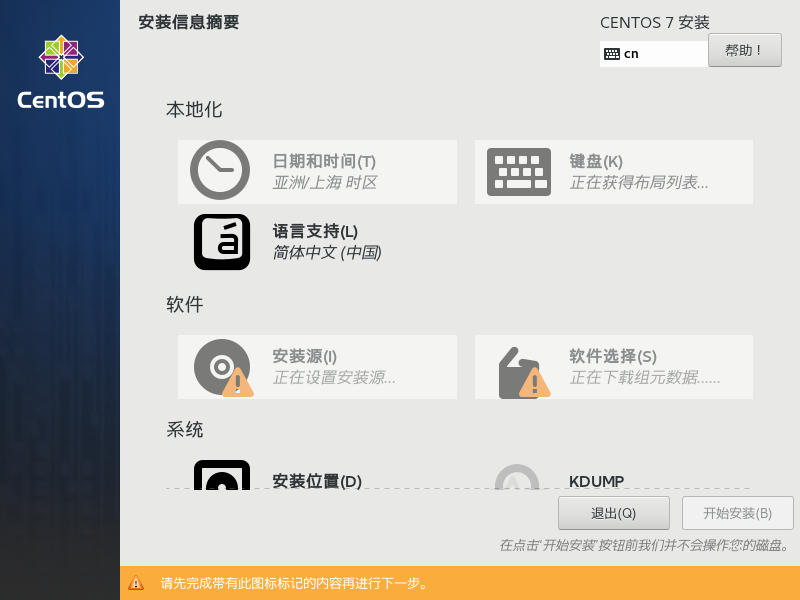 安装信息摘要
CENTOS 7 安装
cn
帮助！
CentOS
本地化
日期和时间(T)
亚洲/上海 时区
键盘(K)
正在获得布局列表...
语言支持(L)
简体中文 (中国)
软件
安装源(I)
正在设置安装源...
软件选择(S)
正在下载组元数据......
系统
安装位置(D)
KDUMP
退出(Q)
开始安装(B)
在点击'开始安装'按钮前我们并不会操作您的磁盘。
请先完成带有此图标标记的内容再进行下一步。